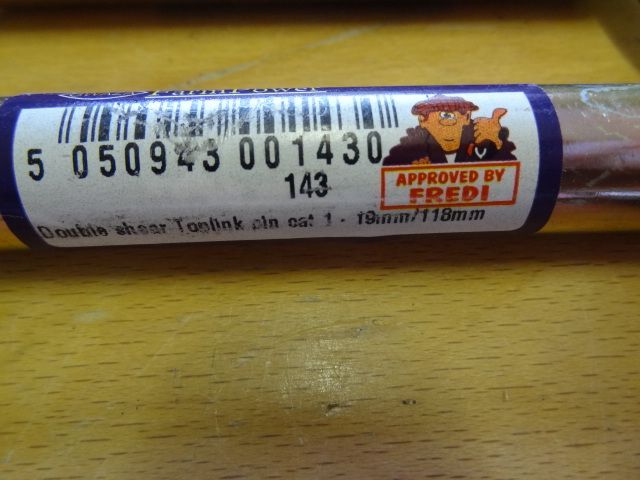 5 050943 001430
143
APPROVED BY
FREDI
Double shear Toplink pin cat 1 - 19mm/118mm